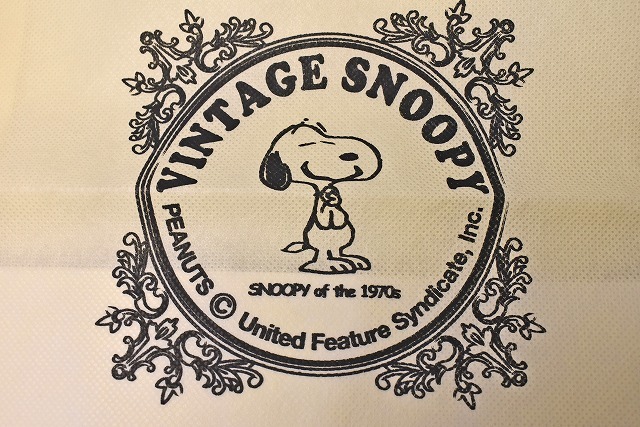 VINTAGE SNOOPY
SNOOPY of the 1970s
PEANUTS © United Feature Syndicate, Inc.